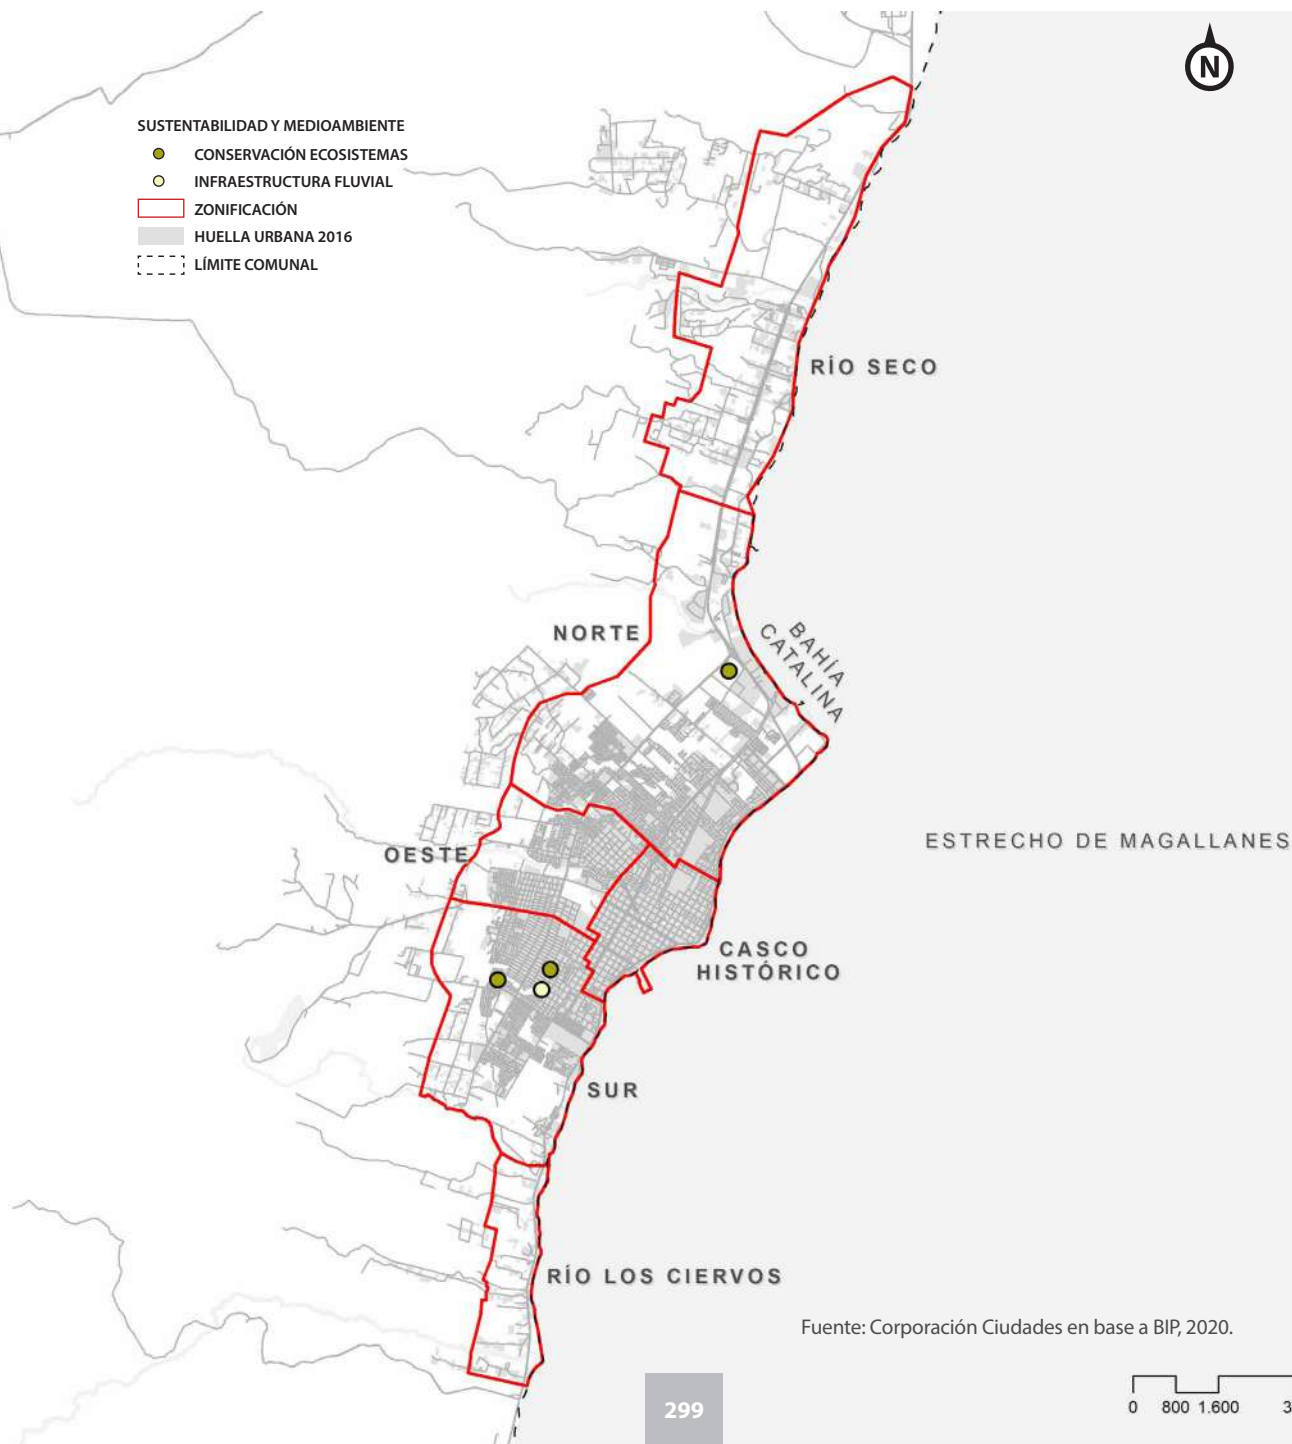 N
SUSTENTABILIDAD Y MEDIOAMBIENTE
CONSERVACIÓN ECOSISTEMAS
INFRAESTRUCTURA FLUVIAL
ZONIFICACIÓN
HUELLA URBANA 2016
LÍMITE COMUNAL
RÍO SECO
NORTE
BAHÍA
CATALINA
ESTRECHO DE MAGALLANES
OESTE
CASCO
HISTÓRICO
SUR
RÍO LOS CIERVOS
Fuente: Corporación Ciudades en base a BIP, 2020.
299
0 800 1.600